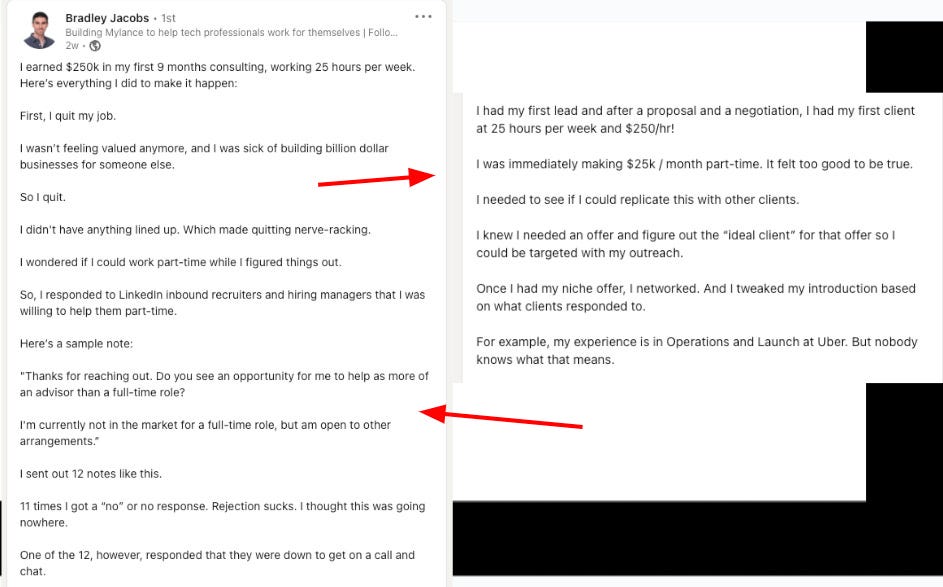 Bradley Jacobs • 1st
Building Mylance to help tech professionals work for themselves | Follo...
2w •
I earned $250k in my first 9 months consulting, working 25 hours per week.
Here's everything I did to make it happen:
First, I quit my job.
I wasn't feeling valued anymore, and I was sick of building billion dollar
businesses for someone else.
So I quit.
I didn't have anything lined up. Which made quitting nerve-racking.
I wondered if I could work part-time while I figured things out.
So, I responded to LinkedIn inbound recruiters and hiring managers that I was
willing to help them part-time.
Here's a sample note:
"Thanks for reaching out. Do you see an opportunity for me to help as more of
an advisor than a full-time role?
I'm currently not in the market for a full-time role, but am open to other
arrangements."
I sent out 12 notes like this.
11 times I got a “no” or no response. Rejection sucks. I thought this was going
nowhere.
One of the 12, however, responded that they were down to get on a call and
chat.
I had my first lead and after a proposal and a negotiation, I had my first client
at 25 hours per week and $250/hr!
I was immediately making $25k / month part-time. It felt too good to be true.
I needed to see if I could replicate this with other clients.
I knew I needed an offer and figure out the “ideal client” for that offer so I
could be targeted with my outreach.
Once I had my niche offer, I networked. And I tweaked my introduction based
on what clients responded to.
For example, my experience is in Operations and Launch at Uber. But nobody
knows what that means.